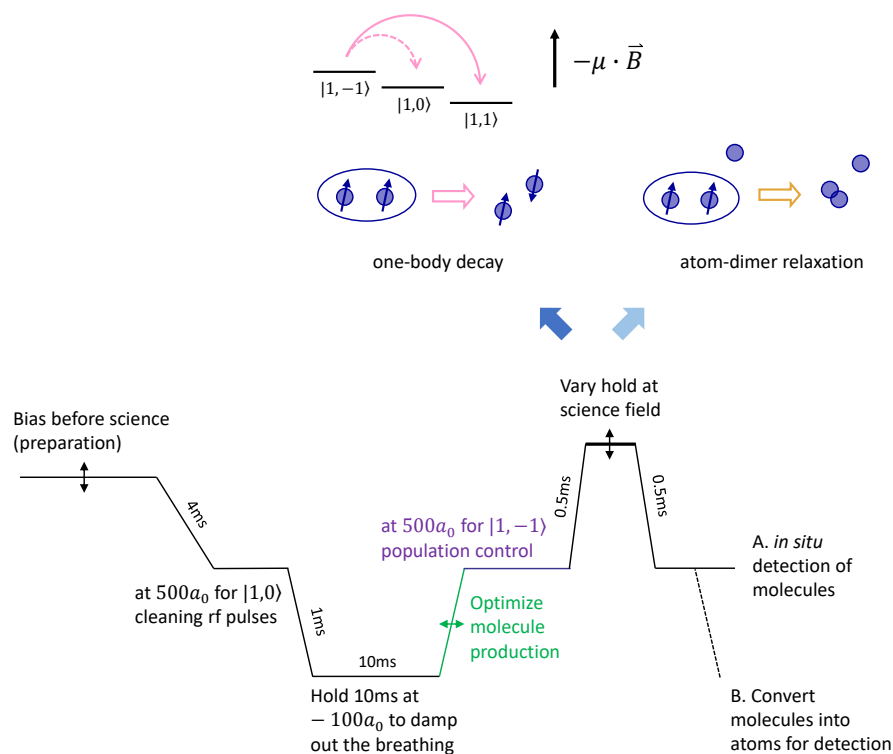 −μ · B⃗
|1, −1⟩
|1,0⟩
|1,1⟩
one-body decay
atom-dimer relaxation
Vary hold at
science field
Bias before science
(preparation)
4ms
at 500a₀ for |1,0⟩
cleaning rf pulses
1ms
10ms
Hold 10ms at
− 100a₀ to damp
out the breathing
at 500a₀ for |1, −1⟩
population control
Optimize
molecule
production
0.5ms
0.5ms
A. in situ
detection of
molecules
B. Convert
molecules into
atoms for detection